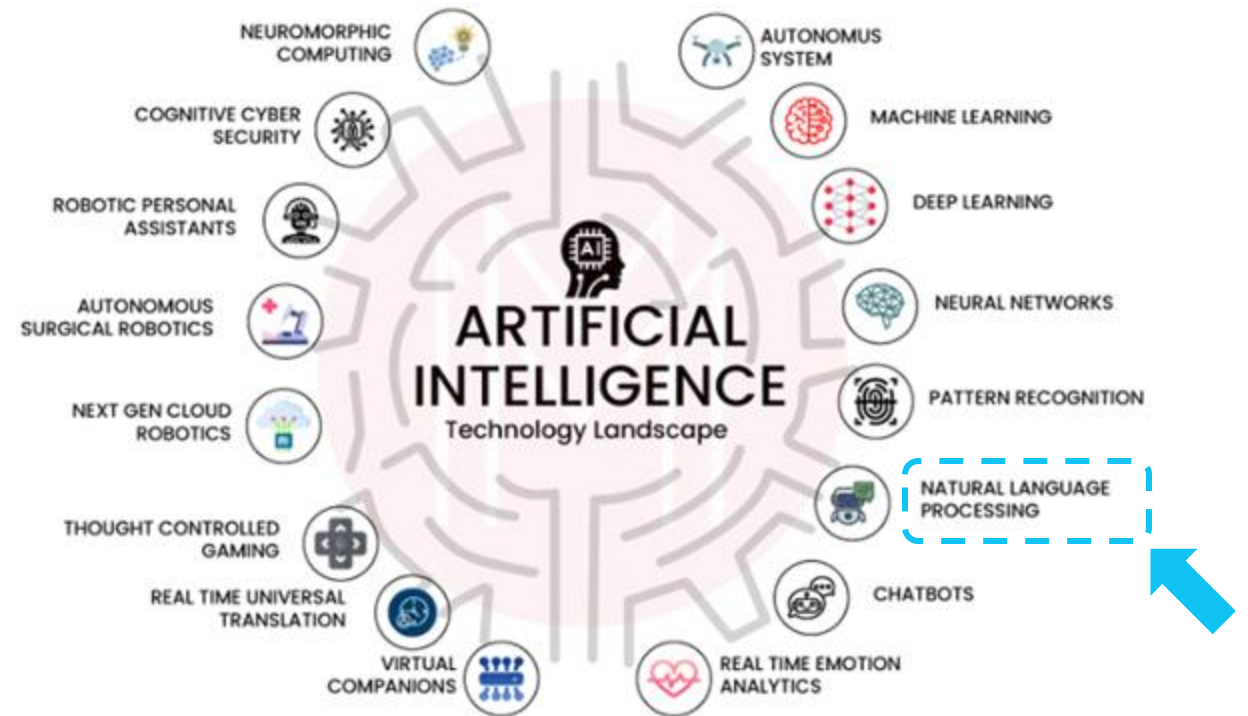 NEUROMORPHIC
COMPUTING
COGNITIVE CYBER
SECURITY
ROBOTIC PERSONAL
ASSISTANTS
AUTONOMOUS
SURGICAL ROBOTICS
NEXT GEN CLOUD
ROBOTICS
THOUGHT CONTROLLED
GAMING
REAL TIME UNIVERSAL
TRANSLATION
VIRTUAL
COMPANIONS
AI
ARTIFICIAL
INTELLIGENCE
Technology Landscape
AUTONOMUS
SYSTEM
MACHINE LEARNING
DEEP LEARNING
NEURAL NETWORKS
PATTERN RECOGNITION
NATURAL LANGUAGE
PROCESSING
CHATBOTS
REAL TIME EMOTION
ANALYTICS